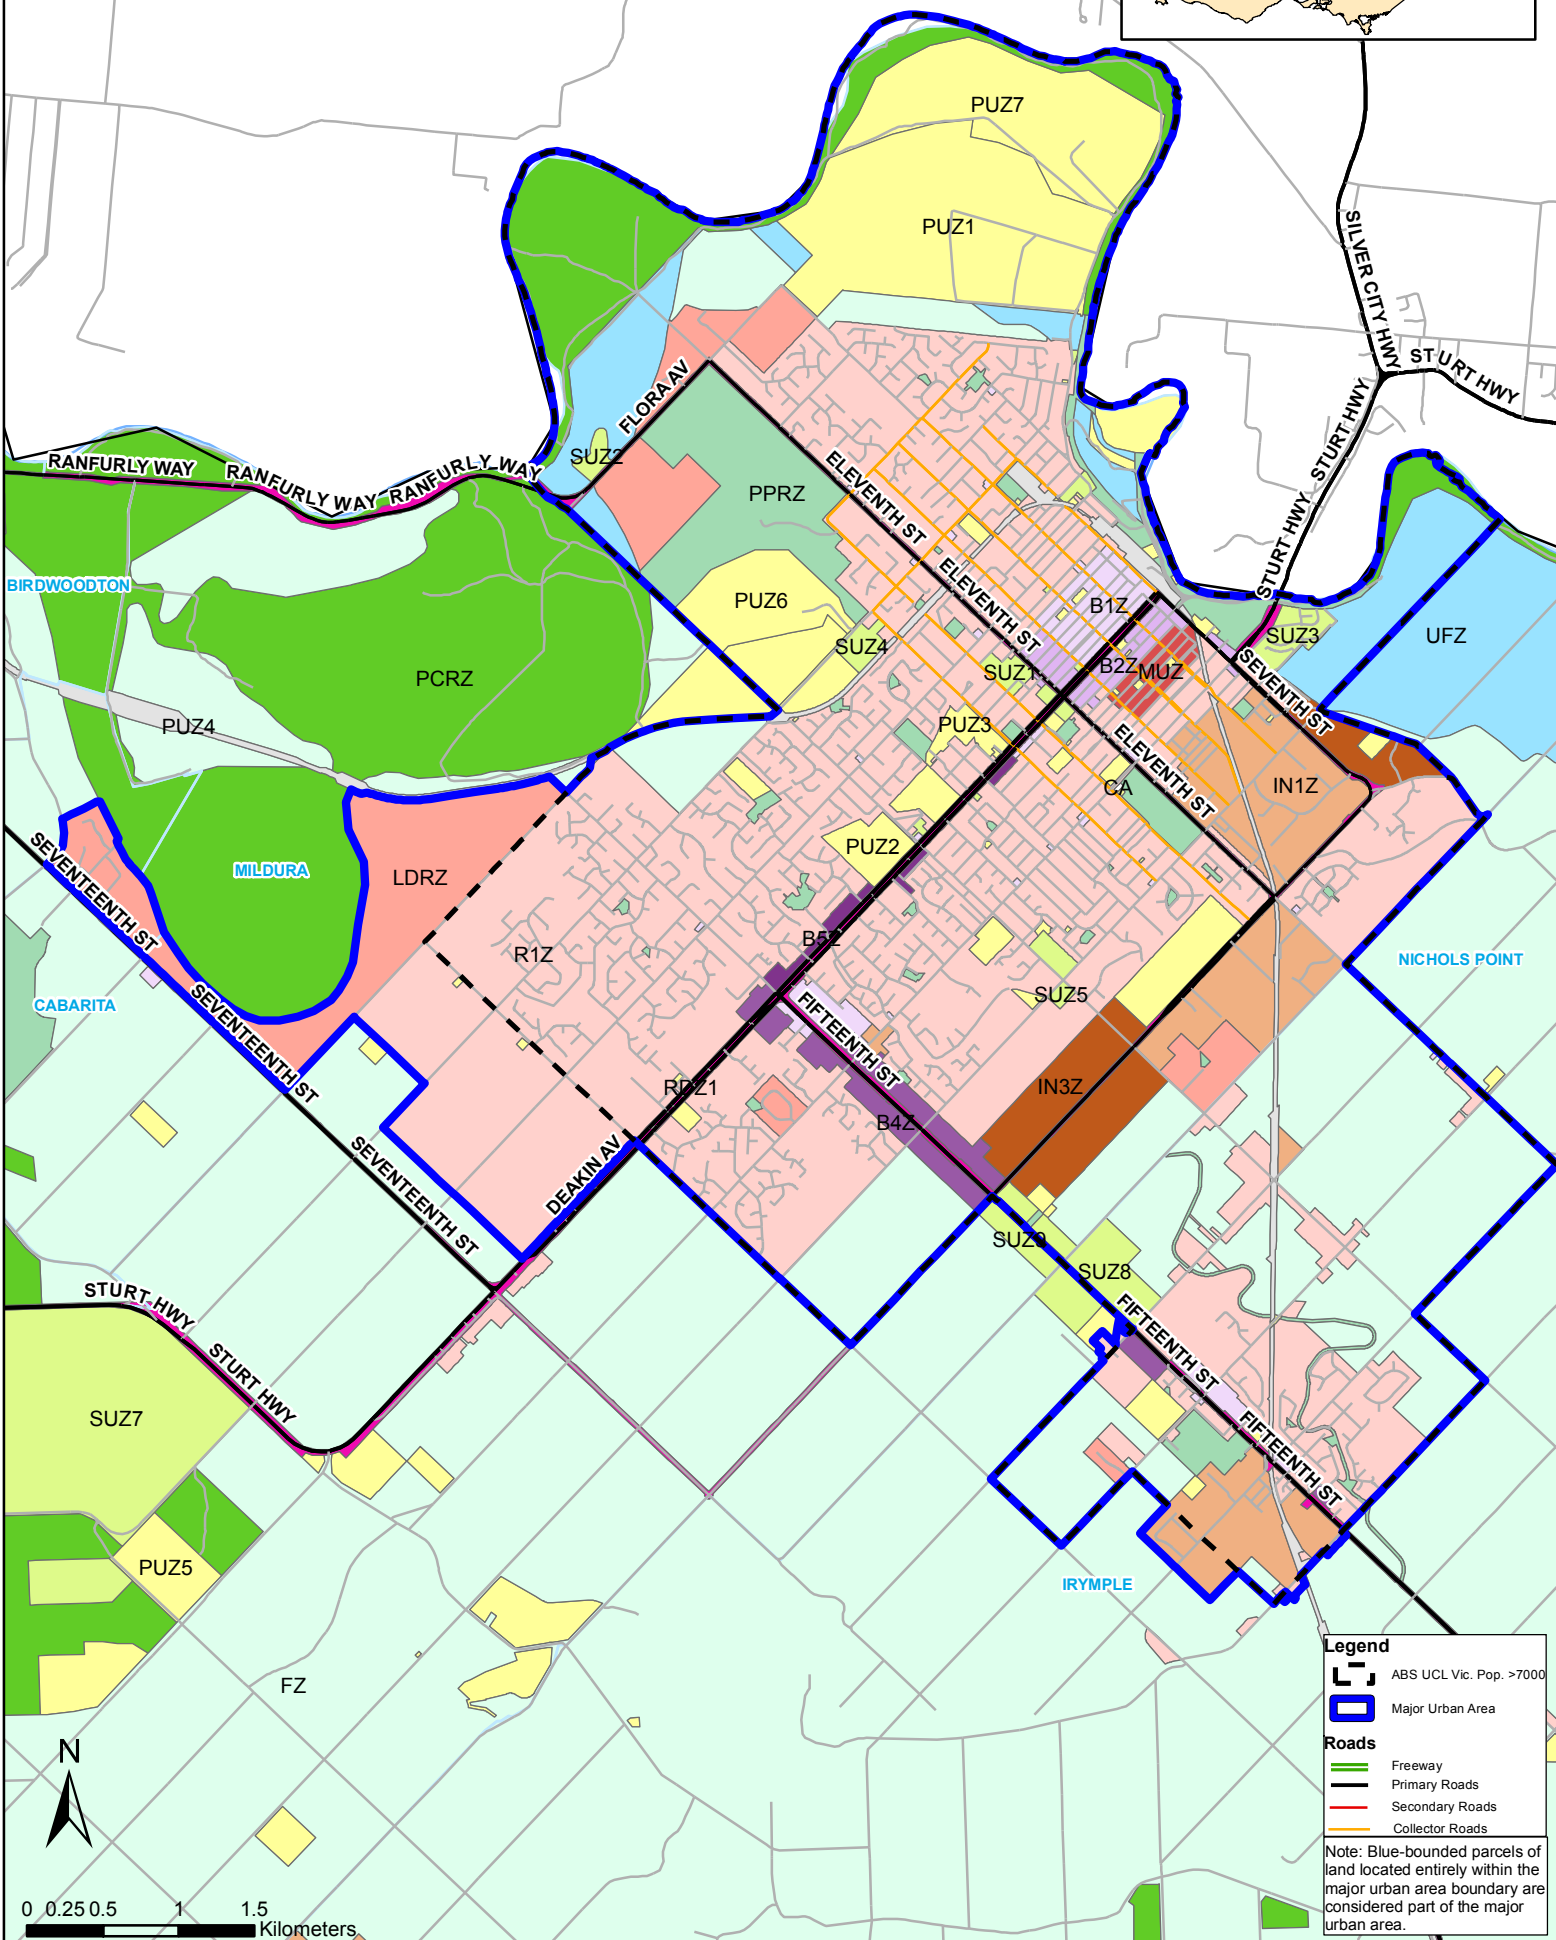 PUZ7
PUZ1
SILVER CITY HWY
STURT HWY
STURT HWY
STURT HWY
STURT HWY
FLORA AV
SUZ2
RANFURLY WAY
RANFURLY WAY
RANFURLY WAY
PPRZ
ELEVENTH ST
ELEVENTH ST
ELEVENTH ST
BIRDWOODTON
PUZ6
SUZ4
B1Z
SUZ3
UFZ
PCRZ
SUZ1
B2Z
MUZ
SEVENTH ST
PUZ4
PUZ3
CA
IN1Z
PUZ2
MILDURA
LDRZ
SEVENTEENTH ST
R1Z
B5Z
NICHOLS POINT
CABARITA
SEVENTEENTH ST
SUZ5
FIFTEENTH ST
RDZ1
IN3Z
B4Z
SEVENTEENTH ST
DEAKIN AV
SUZ9
SUZ8
STURT HWY
STURT HWY
FIFTEENTH ST
FIFTEENTH ST
SUZ7
PUZ5
IRYMPLE
FZ
N
0 0.25 0.5 1 1.5
Kilometers
Legend
ABS UCL Vic. Pop. >7000
Major Urban Area
Roads
Freeway
Primary Roads
Secondary Roads
Collector Roads
Note: Blue-bounded parcels of
land located entirely within the
major urban area boundary are
considered part of the major
urban area.